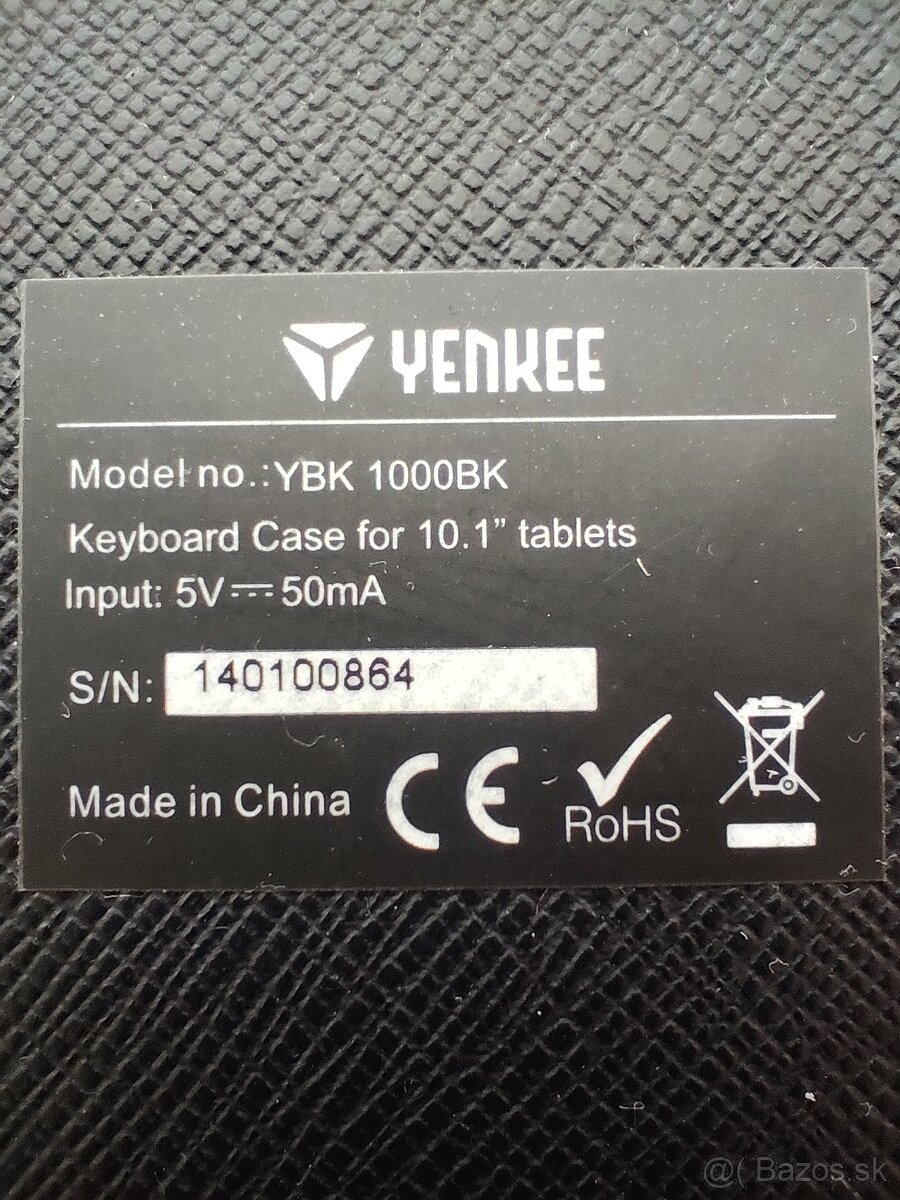 YENKEE
Model no.: YBK 1000BK
Keyboard Case for 10.1” tablets
Input: 5V⎓50mA
S/N: 140100864
Made in China CE RoHS
@( Bazos.sk